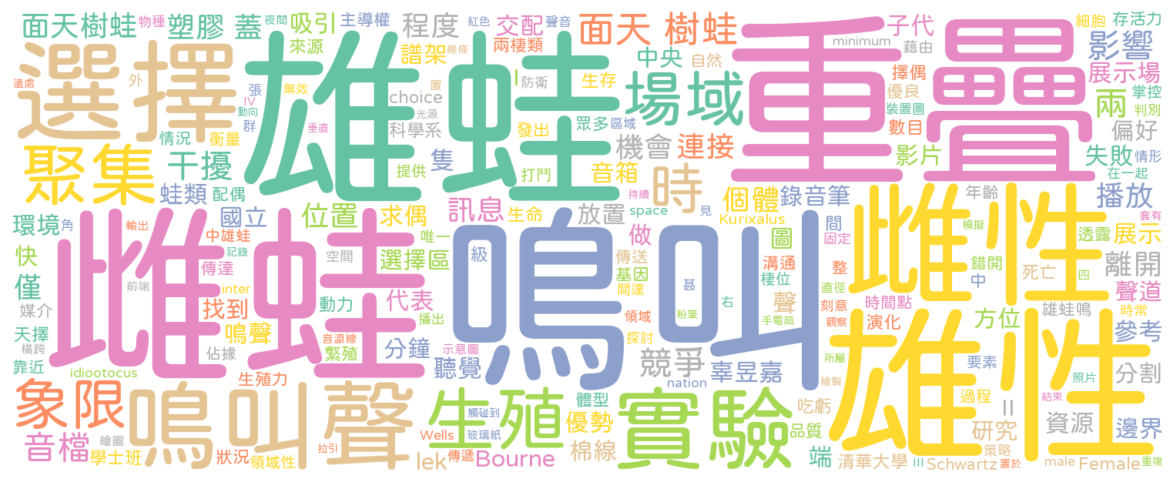 面天樹蛙 物種 塑膠 蓋 夜間 吸引 主導權 程度 交配 聲音 面天 樹蛙 重疊 子代 細胞 存活力
紅色 來源 譜架 線條 兩棲類 minimum 藉由 影響
選擇 雄蛙 中央 自然 擇偶 展示場
遠處 外 張 無效 I 防衛 生存 場域 優良 兩 掌控
IV 置 choice 光源 裝置圖 判別
動向 群 科學系 發出 眾多 區域 數目 偏好
情況 衡量 垂直 機會 連接 影片 失敗 情形
聚集 干擾 提供 隻 打鬥 音箱 時 在一起
蛙類 配偶 持續 個體 錄音筆 年齡 播放
環境 角 國立 位置 求偶 訊息 生命 放置 space 見 Kurixalus 間 雌性 模擬 套有
輸出 中雄蛙 唯一 做 圖 固定 透露 展示
快 雌蛙 記錄 鳴叫 級 傳送 溝通 整 錯開 死亡 離開
傳達 空間 選擇區 基因 棲位 中 四
僅 前端 inter 動力 代表 問達 聲 甚 直徑 刻意 聲道
媒介 找到 播出 右 領域 粉筆 時間點 雄蛙鳴 時常
天擇 鳴聲 音源線 手電筒 觀察 演化 方位 參考
橫跨 佔據 繁殖 示意圖 分鐘 聽覺 探討 競爭 辜昱嘉 所屬 要素 分割
靠近 idiootocus 生殖力 nation 繪製 過程 照片
象限 鳴叫聲 生殖 體型 實驗 吃虧 II 雄性 結束 資源 邊界
觸碰到 優勢 研究
音檔 繪圖 狀況 拉引 Wells 玻璃紙 棉線 品質 策略
學士班 領域性 lek 傳遞 Bourne 端 清華大學 III Schwartz 置於 male Female 重複